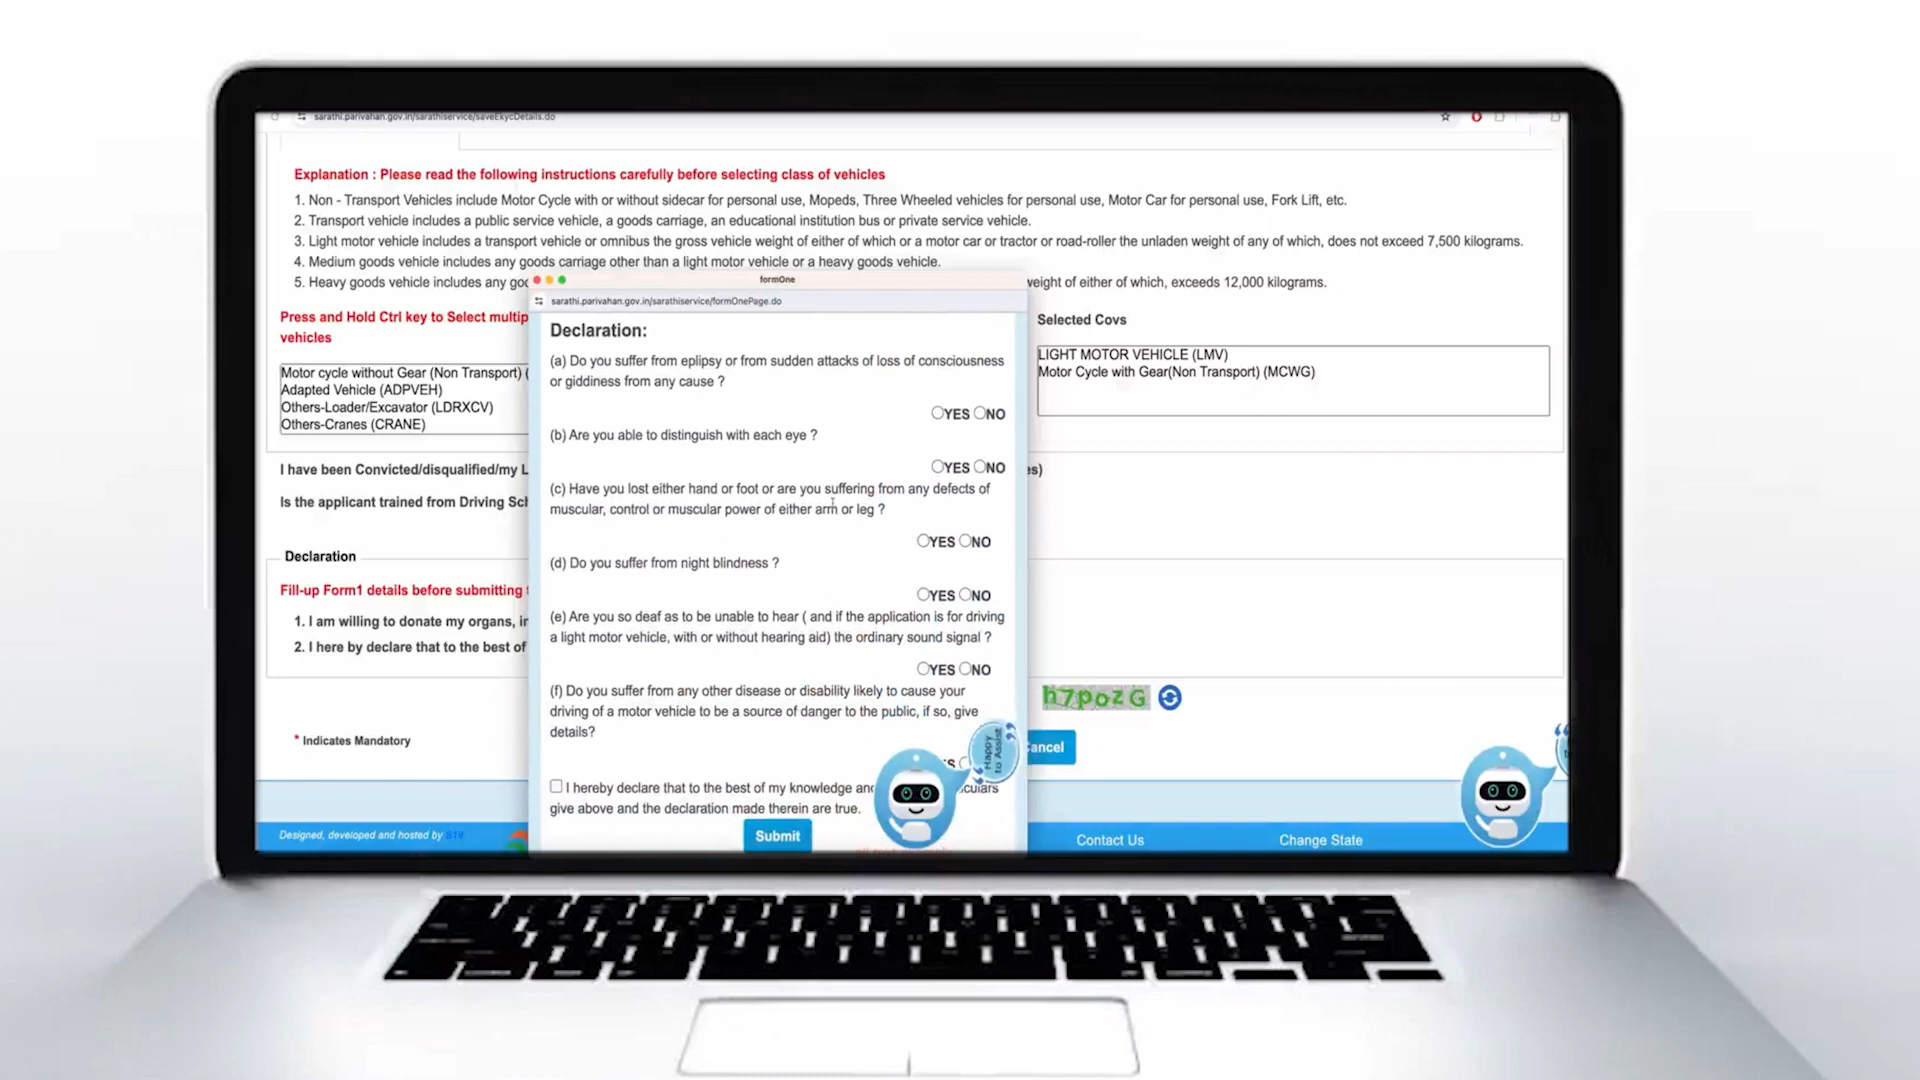 sarathi.parivahan.gov.in/sarathiservice/saveEkycDetails.do
Explanation : Please read the following instructions carefully before selecting class of vehicles
1. Non - Transport Vehicles include Motor Cycle with or without sidecar for personal use, Mopeds, Three Wheeled vehicles for personal use, Motor Car for personal use, Fork Lift, etc.
2. Transport vehicle includes a public service vehicle, a goods carriage, an educational institution bus or private service vehicle.
3. Light motor vehicle includes a transport vehicle or omnibus the gross vehicle weight of either of which or a motor car or tractor or road-roller the unladen weight of any of which, does not exceed 7,500 kilograms.
4. Medium goods vehicle includes any goods carriage other than a light motor vehicle or a heavy goods vehicle.
5. Heavy goods vehicle includes any weight of either of which, exceeds 12,000 kilograms.
Press and Hold Ctrl key to Select
vehicles
Motor cycle without Gear (Non Transport) (
Adapted Vehicle (ADPVEH)
Others-Loader/Excavator (LDRXCV)
Others-Cranes (CRANE)
Selected Covs
LIGHT MOTOR VEHICLE (LMV)
Motor Cycle with Gear(Non Transport) (MCWG)
I have been Convicted/disqualified/my
Is the applicant trained from Driving
Declaration
Fill-up Form1 details before submitting
1. I am willing to donate my organs,
2. I here by declare that to the best of
h7pozG
* Indicates Mandatory
Designed, developed and hosted by
Contact Us
Change State
formOne
sarathi.parivahan.gov.in/sarathiservice/formOnePage.do
Declaration:
(a) Do you suffer from eplipsy or from sudden attacks of loss of consciousness
or giddiness from any cause ?
YES NO
(b) Are you able to distinguish with each eye ?
YES NO
(c) Have you lost either hand or foot or are you suffering from any defects of
muscular, control or muscular power of either arm or leg ?
YES NO
(d) Do you suffer from night blindness ?
YES NO
(e) Are you so deaf as to be unable to hear ( and if the application is for driving
a light motor vehicle, with or without hearing aid) the ordinary sound signal ?
YES NO
(f) Do you suffer from any other disease or disability likely to cause your
driving of a motor vehicle to be a source of danger to the public, if so, give
details?
I hereby declare that to the best of my knowledge
give above and the declaration made therein are true.
Submit
Happy
to Assist